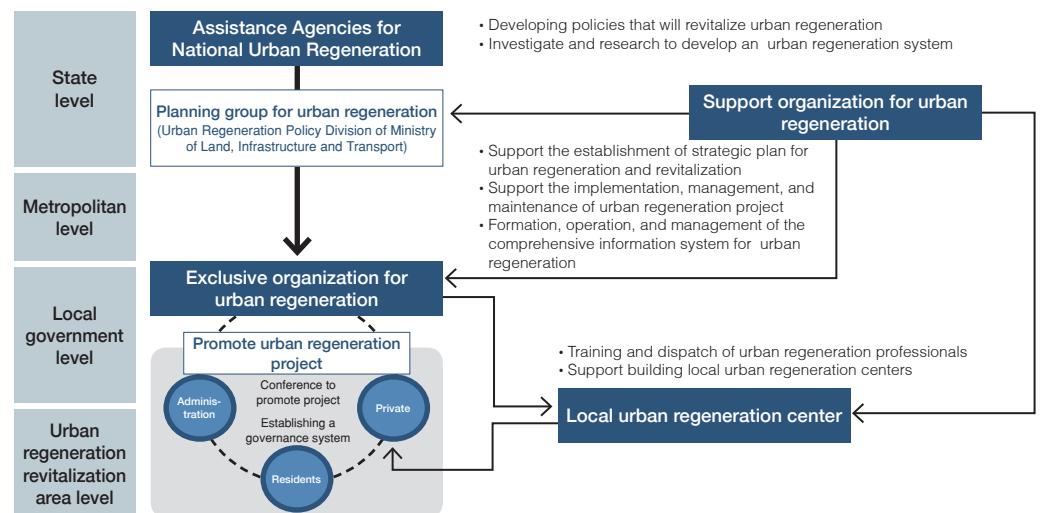 State
level
Metropolitan
level
Local
government
level
Urban
regeneration
revitalization
area level
Assistance Agencies for
National Urban Regeneration
Planning group for urban regeneration
(Urban Regeneration Policy Division of Ministry
of Land, Infrastructure and Transport)
• Developing policies that will revitalize urban regeneration
• Investigate and research to develop an urban regeneration system
Support organization for urban
regeneration
• Support the establishment of strategic plan for
urban regeneration and revitalization
• Support the implementation, management, and
maintenance of urban regeneration project
• Formation, operation, and management of the
comprehensive information system for urban
regeneration
Exclusive organization for
urban regeneration
Promote urban regeneration
project
Conference to
promote project
Adminis-
tration
Private
Establishing a
governance system
Residents
• Training and dispatch of urban regeneration professionals
• Support building local urban regeneration centers
Local urban regeneration center